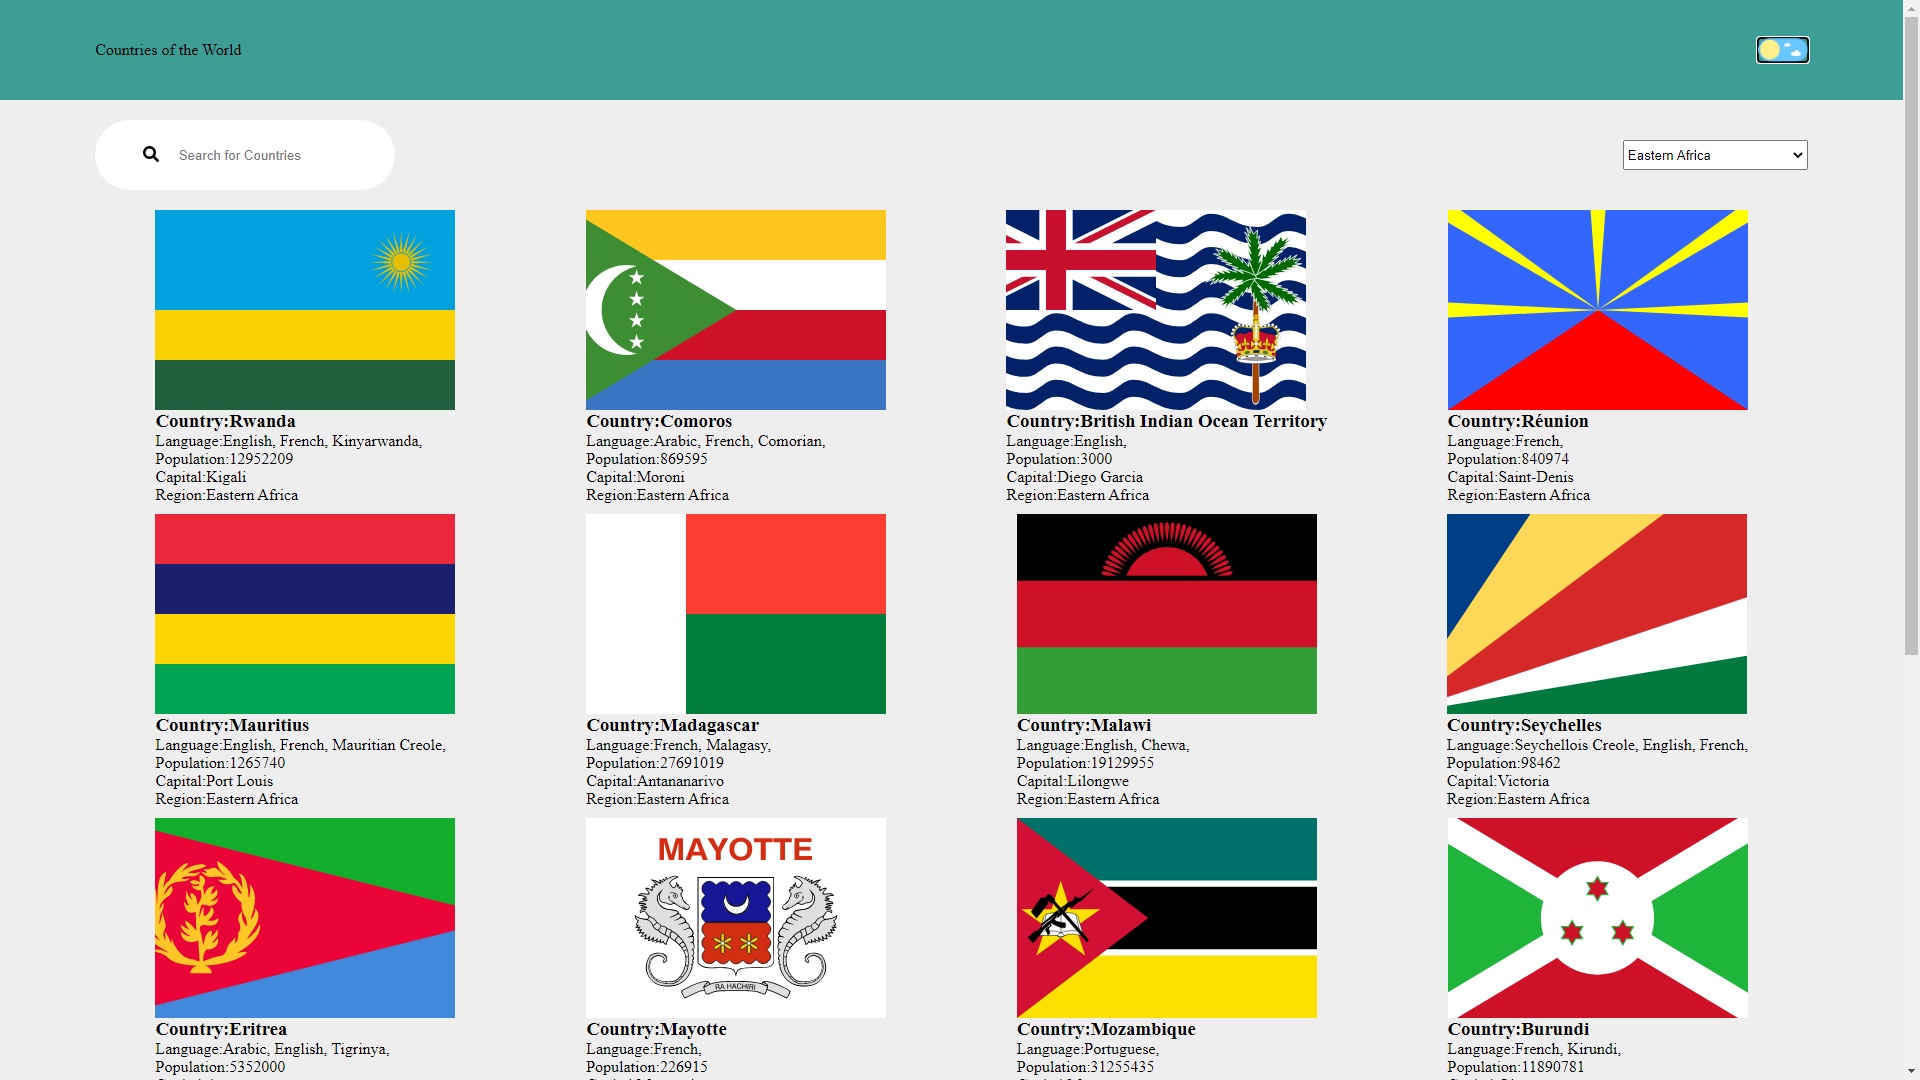 Countries of the World
Search for Countries
Eastern Africa
Country:Rwanda
Language:English, French, Kinyarwanda,
Population:12952209
Capital:Kigali
Region:Eastern Africa
Country:Comoros
Language:Arabic, French, Comorian,
Population:869595
Capital:Moroni
Region:Eastern Africa
Country:British Indian Ocean Territory
Language:English,
Population:3000
Capital:Diego Garcia
Region:Eastern Africa
Country:Réunion
Language:French,
Population:840974
Capital:Saint-Denis
Region:Eastern Africa
Country:Mauritius
Language:English, French, Mauritian Creole,
Population:1265740
Capital:Port Louis
Region:Eastern Africa
Country:Madagascar
Language:French, Malagasy,
Population:27691019
Capital:Antananarivo
Region:Eastern Africa
Country:Malawi
Language:English, Chewa,
Population:19129955
Capital:Lilongwe
Region:Eastern Africa
Country:Seychelles
Language:Seychellois Creole, English, French,
Population:98462
Capital:Victoria
Region:Eastern Africa
Country:Eritrea
Language:Arabic, English, Tigrinya,
Population:5352000
MAYOTTE
RA HACHIRI
Country:Mayotte
Language:French,
Population:226915
Country:Mozambique
Language:Portuguese,
Population:31255435
Country:Burundi
Language:French, Kirundi,
Population:11890781